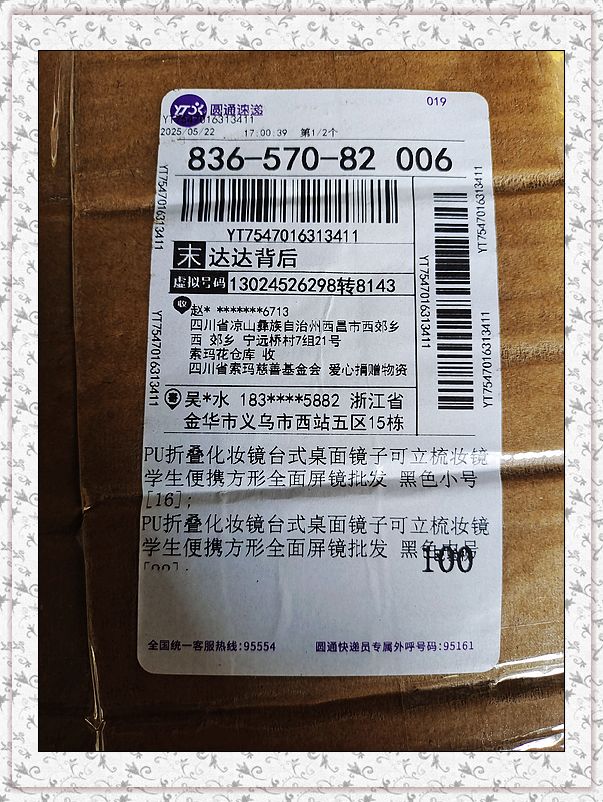 圆通速递
019
YT7547016313411
2025/05/22 17:00:39 第1/2个
836-570-82 006
YT7547016313411
末 达达背后
虚拟号码 13024526298转8143
收 赵* *******6713
四川省凉山彝族自治州西昌市西郊乡
西 郊乡 宁远桥村7组21号
索玛花仓库 收
四川省索玛慈善基金会 爱心捐赠物资
寄 吴*水 183****5882 浙江省
金华市义乌市西站五区15栋
YT7547016313411
YT7547016313411
YT7547016313411
YT7547016313411
YT7547016313411
PU折叠化妆镜台式桌面镜子可立梳妆镜
学生便携方形全面屏镜批发 黑色小号
[16];
PU折叠化妆镜台式桌面镜子可立梳妆镜
学生便携方形全面屏镜批发 黑色 号
100
全国统一客服热线:95554
圆通快递员专属外呼号码:95161